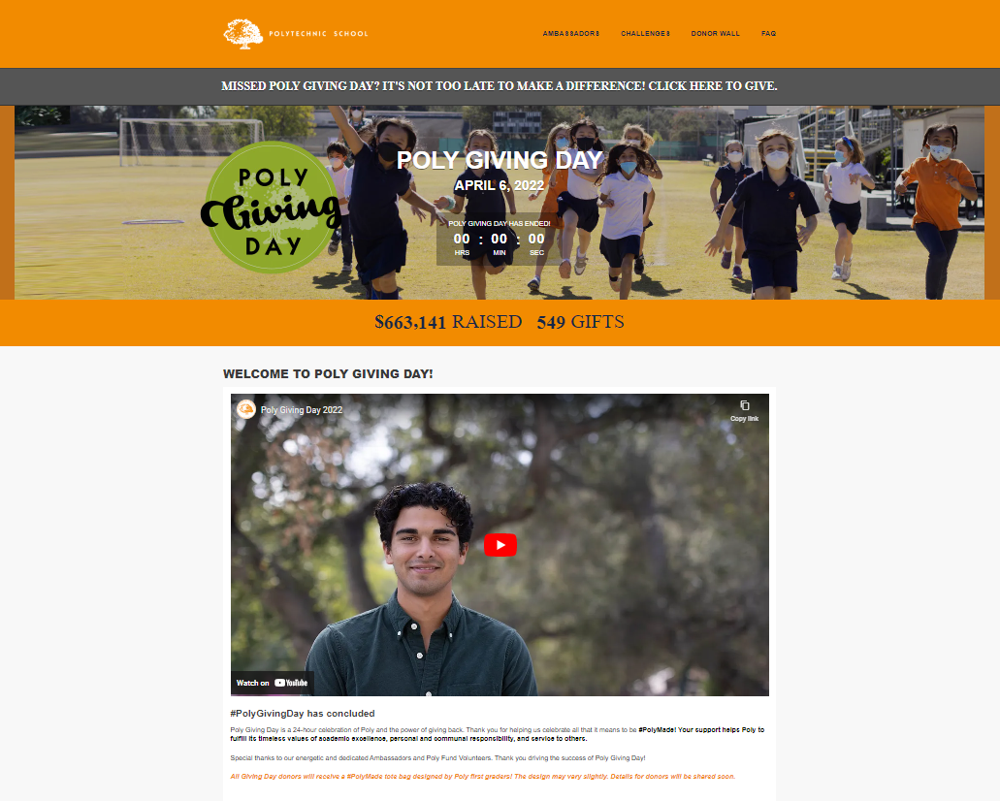 POLYTECHNIC SCHOOL
AMBASSADORS
CHALLENGES
DONOR WALL
FAQ
MISSED POLY GIVING DAY? IT'S NOT TOO LATE TO MAKE A DIFFERENCE! CLICK HERE TO GIVE.
POLY
Giving
DAY
POLY GIVING DAY
APRIL 6, 2022
POLY GIVING DAY HAS ENDED!
00 : 00 : 00
HRS MIN SEC
$663,141 RAISED 549 GIFTS
WELCOME TO POLY GIVING DAY!
Poly Giving Day 2022
Copy link
Watch on YouTube
#PolyGivingDay has concluded
Poly Giving Day is a 24-hour celebration of Poly and the power of giving back. Thank you for helping us celebrate all that it means to be #PolyMade! Your support helps Poly to
fulfill its timeless values of academic excellence, personal and communal responsibility, and service to others.
Special thanks to our energetic and dedicated Ambassadors and Poly Fund Volunteers. Thank you driving the success of Poly Giving Day!
All Giving Day donors will receive a #PolyMade tote bag designed by Poly first graders! The design may vary slightly. Details for donors will be shared soon.